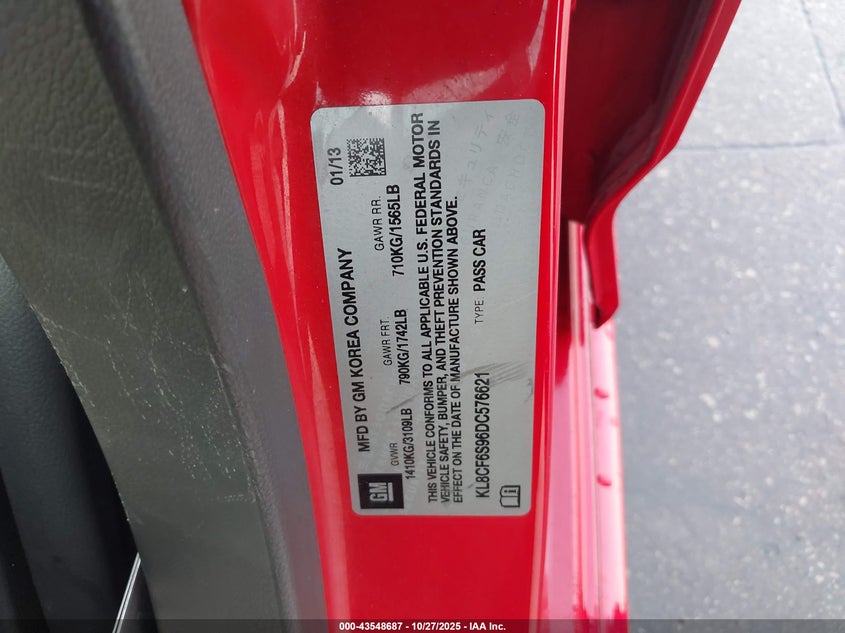 MFD BY GM KOREA COMPANY 01/13
GM
GVWR GAWR FRT. GAWR RR.
1410KG/3109LB 790KG/1742LB 710KG/1565LB
THIS VEHICLE CONFORMS TO ALL APPLICABLE U.S. FEDERAL MOTOR
VEHICLE SAFETY, BUMPER, AND THEFT PREVENTION STANDARDS IN
EFFECT ON THE DATE OF MANUFACTURE SHOWN ABOVE.
KL8CF6S96DC576621 TYPE: PASS CAR
000-43548687 - 10/27/2025 - IAA Inc.